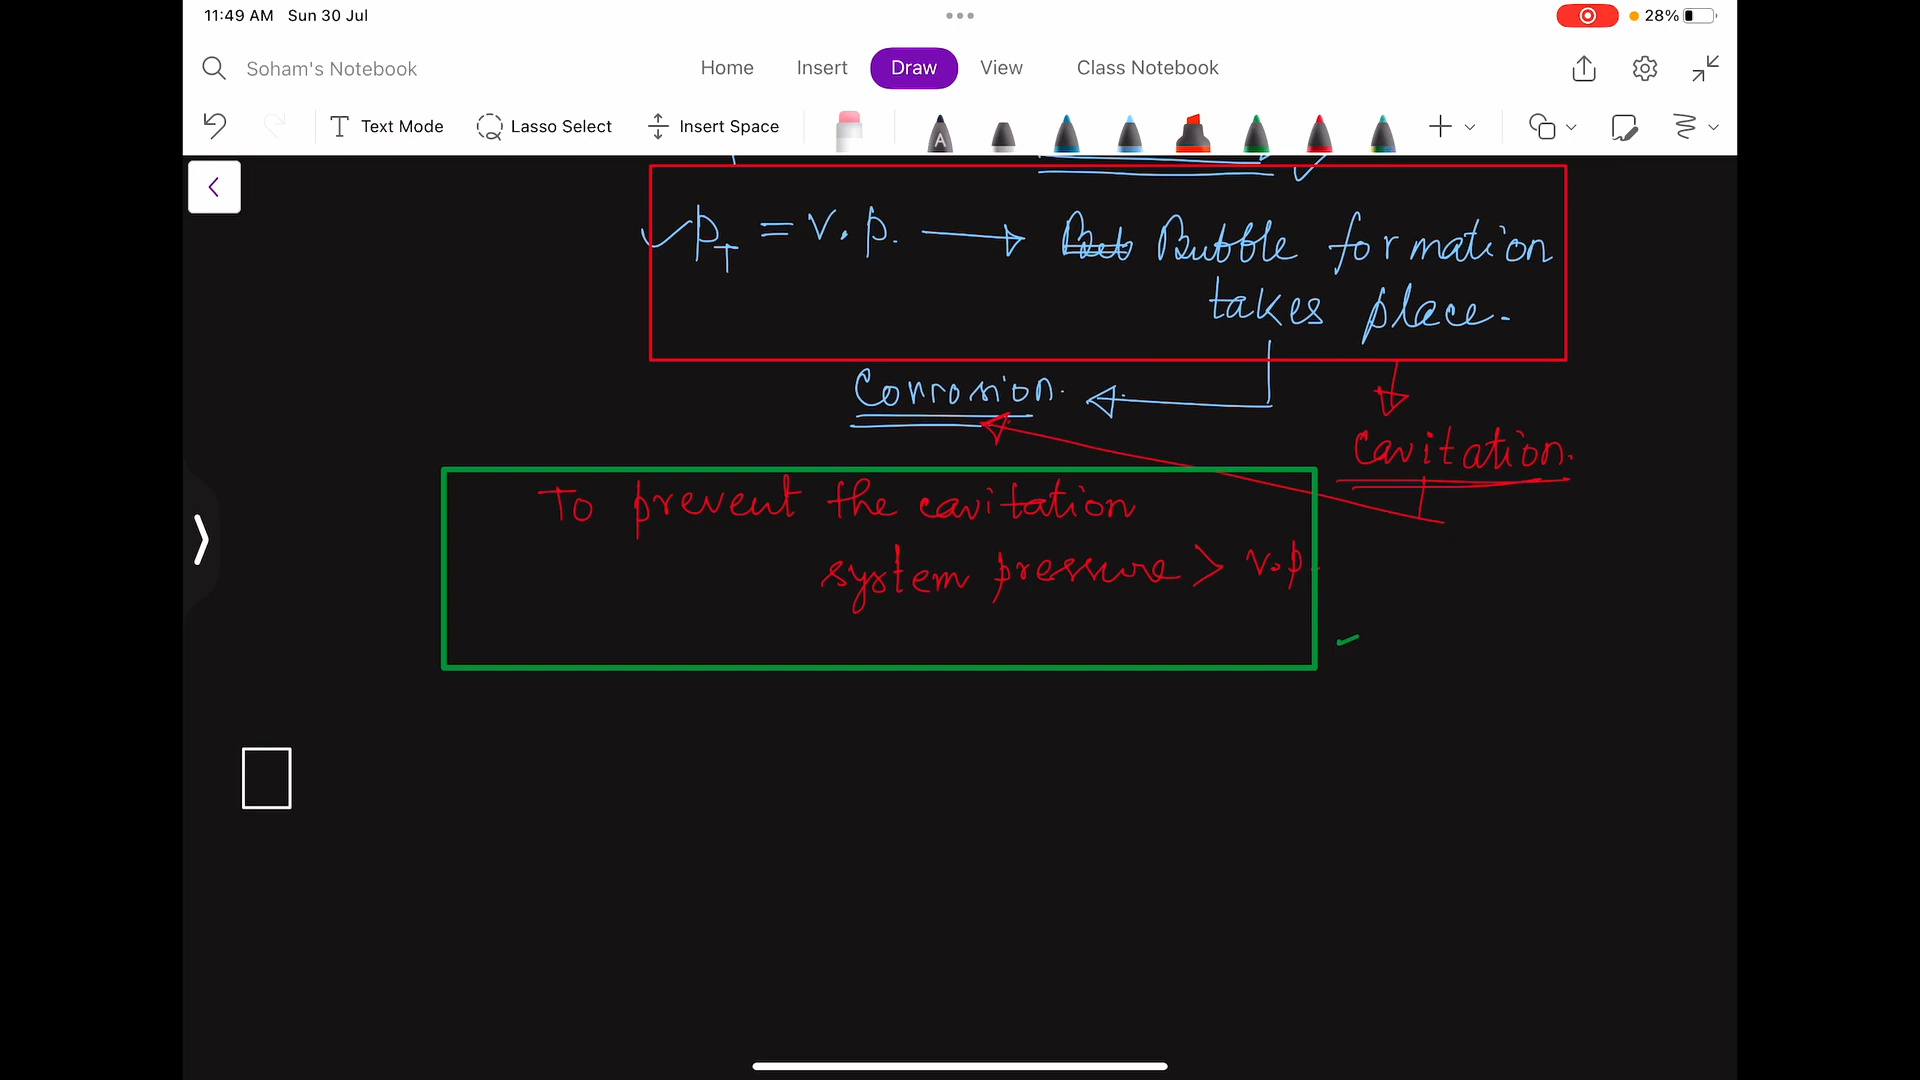 11:49 AM Sun 30 Jul
28%
Soham's Notebook
Home Insert Draw View Class Notebook
Text Mode Lasso Select Insert Space
A
P_T = v.p. → Bubble formation
takes place.
Corrosion.
Cavitation.
To prevent the cavitation
system pressure > v.p.